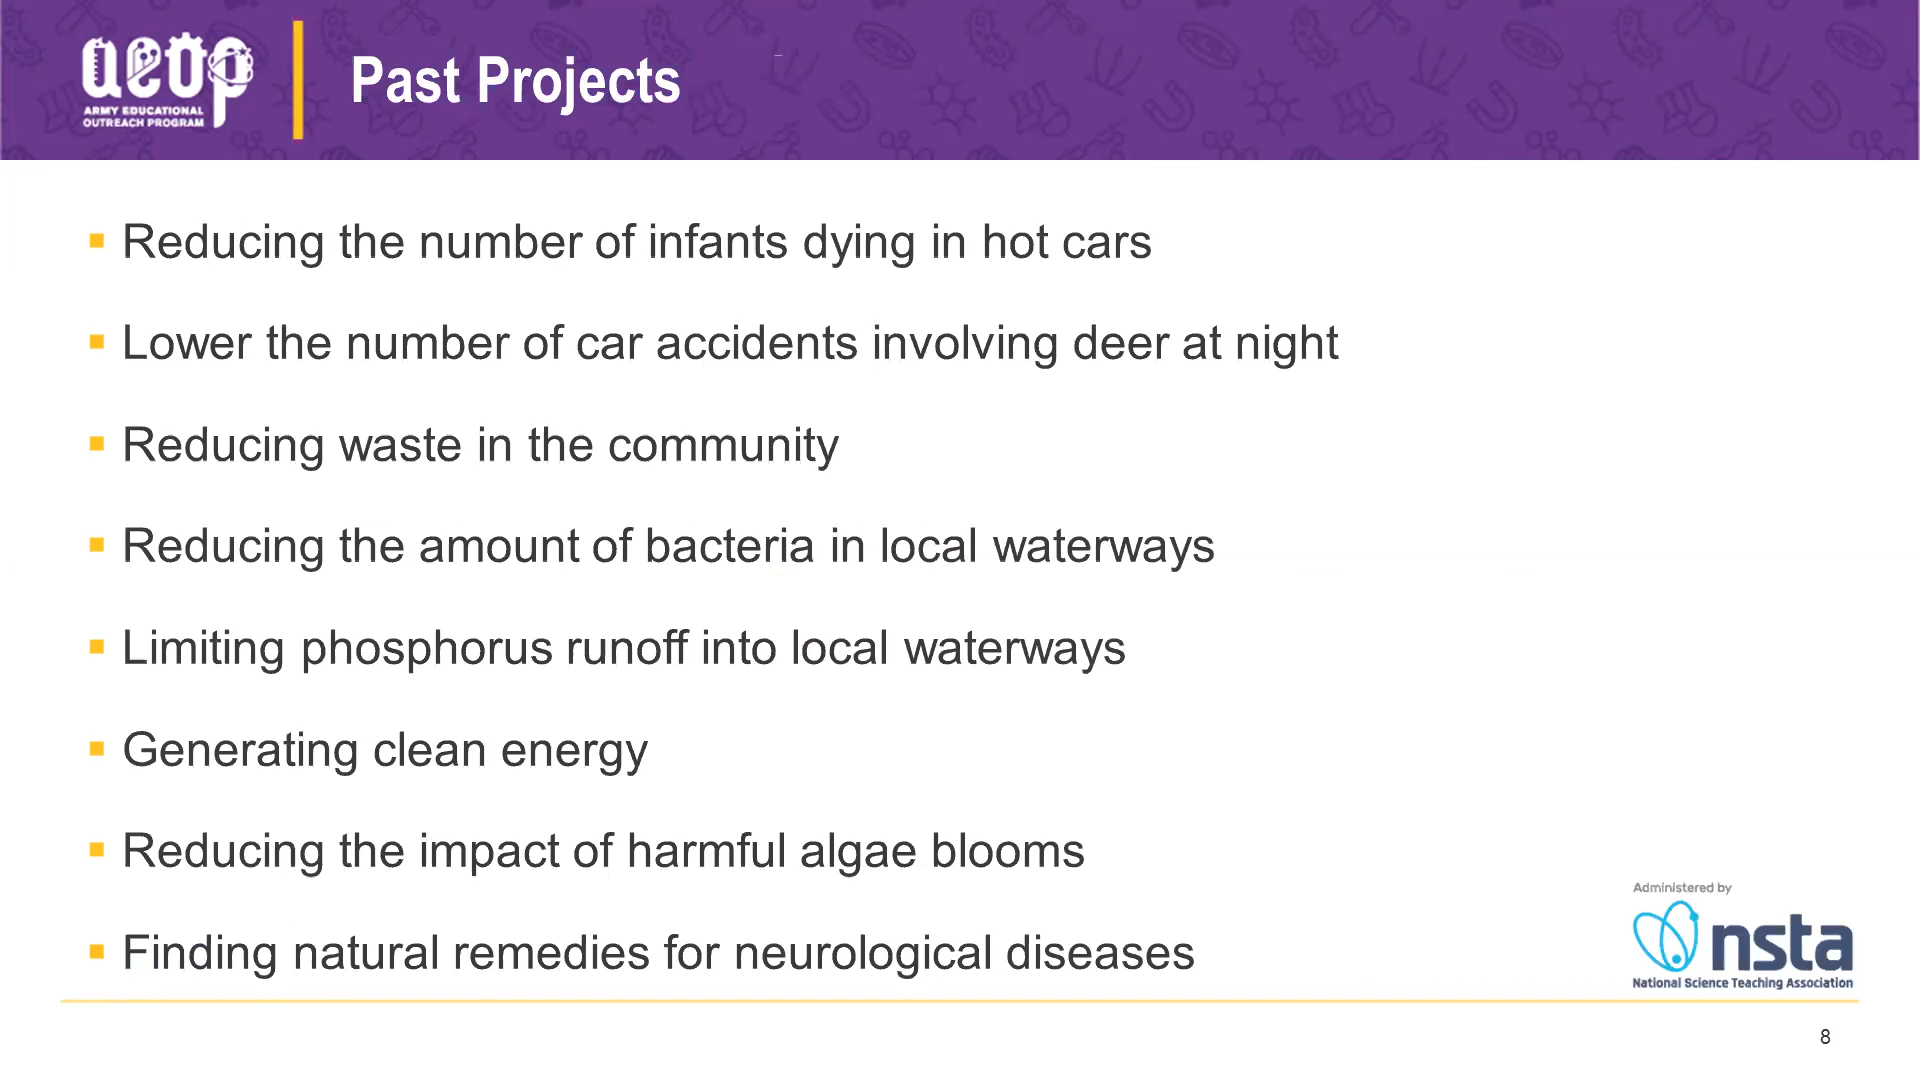 aeop
ARMY EDUCATIONAL
OUTREACH PROGRAM
Past Projects
Reducing the number of infants dying in hot cars
Lower the number of car accidents involving deer at night
Reducing waste in the community
Reducing the amount of bacteria in local waterways
Limiting phosphorus runoff into local waterways
Generating clean energy
Reducing the impact of harmful algae blooms
Finding natural remedies for neurological diseases
Administered by
nsta
National Science Teaching Association
8